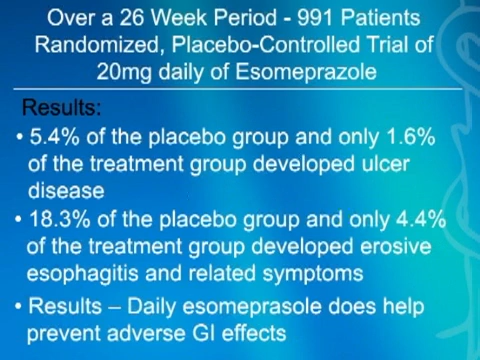 Over a 26 Week Period - 991 Patients
Randomized, Placebo-Controlled Trial of
20mg daily of Esomeprazole
Results:
• 5.4% of the placebo group and only 1.6%
of the treatment group developed ulcer
disease
• 18.3% of the placebo group and only 4.4%
of the treatment group developed erosive
esophagitis and related symptoms
• Results – Daily esomeprasole does help
prevent adverse GI effects